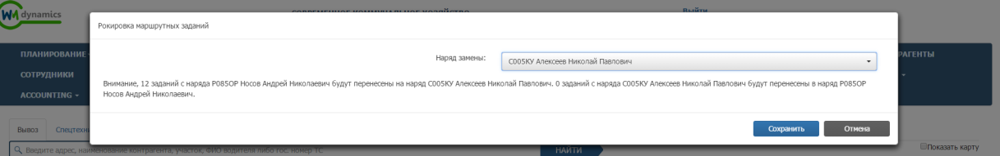 WM dynamics
СОВРЕМЕННОЕ КОММУНАЛЬНОЕ ХОЗЯЙСТВО
Выйти
Рокировка маршрутных заданий
Наряд замены:
С005КУ Алексеев Николай Павлович
ПЛАНИРОВАНИЕ
СОТРУДНИКИ
ACCOUNTING
Внимание, 12 заданий с наряда Р085ОР Носов Андрей Николаевич будут перенесены на наряд С005КУ Алексеев Николай Павлович. 0 заданий с наряда С005КУ Алексеев Николай Павлович будут перенесены в наряд Р085ОР
Носов Андрей Николаевич.
Сохранить
Отмена
Вывоз
Введите адрес, наименование контрагента, участок, ФИО водителя либо гос. номер ТС
НАЙТИ
Показать карту